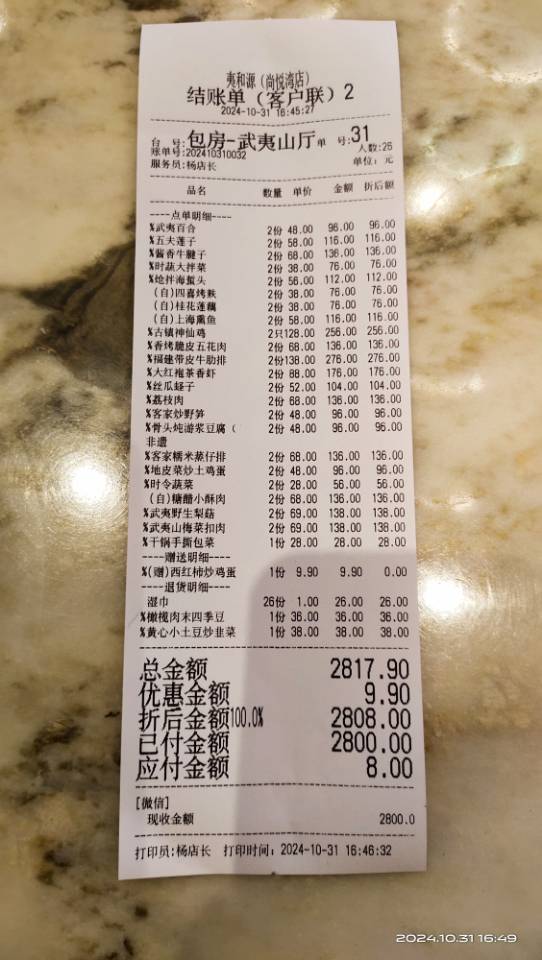 夷和源（尚悦湾店）
结账单（客户联）2
2024-10-31 16:45:27
台 号:包房-武夷山厅 单 号:31
账单号:202410310032 人数:26
服务员:杨店长 单位: 元
品名 数量 单价 金额 折后额
----点单明细----
%武夷百合 2份 48.00 96.00 96.00
%五夫莲子 2份 58.00 116.00 116.00
%酱香牛腱子 2份 68.00 136.00 136.00
%时蔬大拌菜 2份 38.00 76.00 76.00
%炝拌海蜇头 2份 56.00 112.00 112.00
(自)四喜烤麸 2份 38.00 76.00 76.00
(自)桂花莲藕 2份 38.00 76.00 76.00
(自)上海熏鱼 2份 58.00 116.00 116.00
%古镇神仙鸡 2只128.00 256.00 256.00
%香烤脆皮五花肉 2份 68.00 136.00 136.00
%福建带皮牛肋排 2份138.00 276.00 276.00
%大红袍茶香虾 2份 88.00 176.00 176.00
%丝瓜蛏子 2份 52.00 104.00 104.00
%荔枝肉 2份 68.00 136.00 136.00
%客家炒野笋 2份 48.00 96.00 96.00
%骨头炖游浆豆腐（ 2份 48.00 96.00 96.00
非遗
%客家糯米蒸仔排 2份 68.00 136.00 136.00
%地皮菜炒土鸡蛋 2份 48.00 96.00 96.00
%时令蔬菜 2份 28.00 56.00 56.00
(自)糖醋小酥肉 2份 68.00 136.00 136.00
%武夷野生梨菇 2份 69.00 138.00 138.00
%武夷山梅菜扣肉 2份 69.00 138.00 138.00
%干锅手撕包菜 1份 28.00 28.00 28.00
----赠送明细----
%(赠)西红柿炒鸡蛋 1份 9.90 9.90 0.00
----退货明细----
湿巾 26份 1.00 26.00 26.00
%橄榄肉末四季豆 1份 36.00 36.00 36.00
%黄心小土豆炒韭菜 1份 38.00 38.00 38.00
总金额 2817.90
优惠金额 9.90
折后金额100.0% 2808.00
已付金额 2800.00
应付金额 8.00
[微信]
现收金额 2800.0
打印员:杨店长 打印时间: 2024-10-31 16:46:32
2024.10.31 16:49